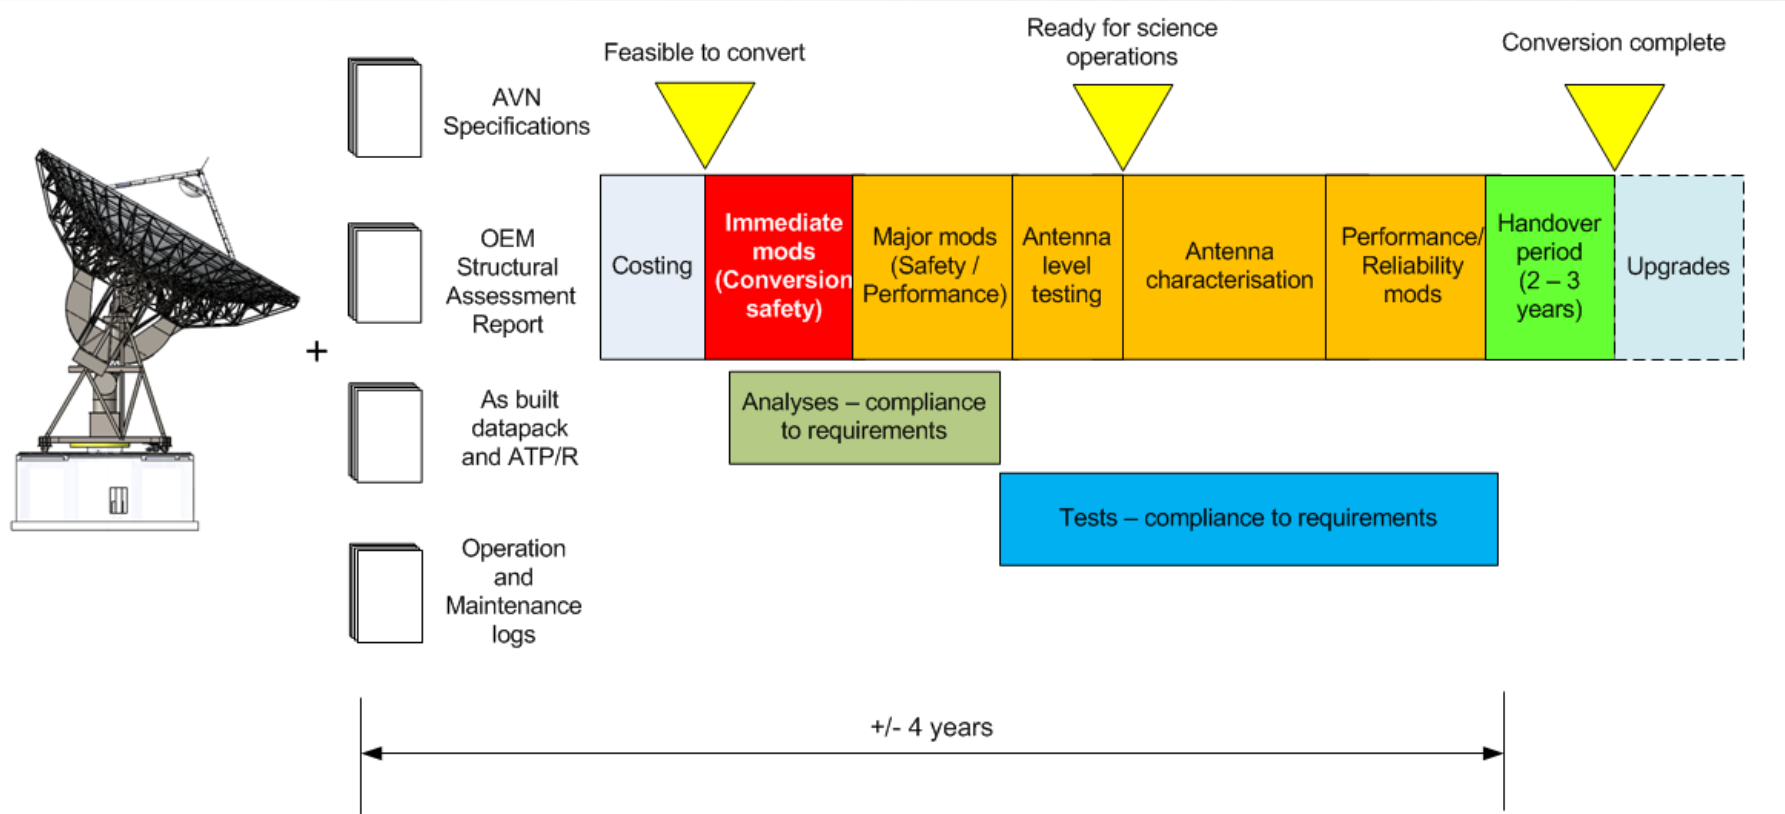 Feasible to convert
Ready for science
operations
Conversion complete
AVN
Specifications
OEM
Structural
Assessment
Report
As built
datapack
and ATP/R
Operation
and
Maintenance
logs
+
Costing
Immediate
mods
(Conversion
safety)
Major mods
(Safety /
Performance)
Antenna
level
testing
Antenna
characterisation
Performance/
Reliability
mods
Handover
period
(2 – 3
years)
Upgrades
Analyses – compliance
to requirements
Tests – compliance to requirements
+/- 4 years